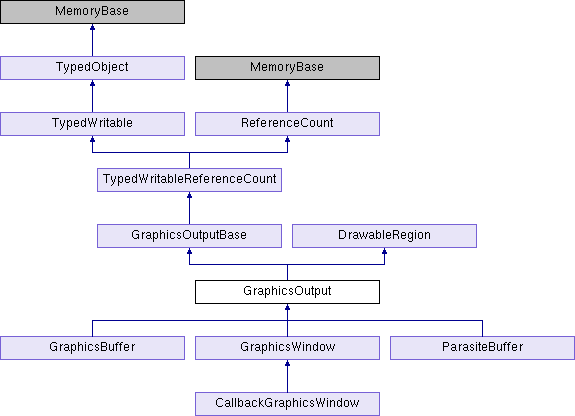 MemoryBase
TypedObject
MemoryBase
TypedWritable
ReferenceCount
TypedWritableReferenceCount
GraphicsOutputBase
DrawableRegion
GraphicsOutput
GraphicsBuffer
GraphicsWindow
ParasiteBuffer
CallbackGraphicsWindow